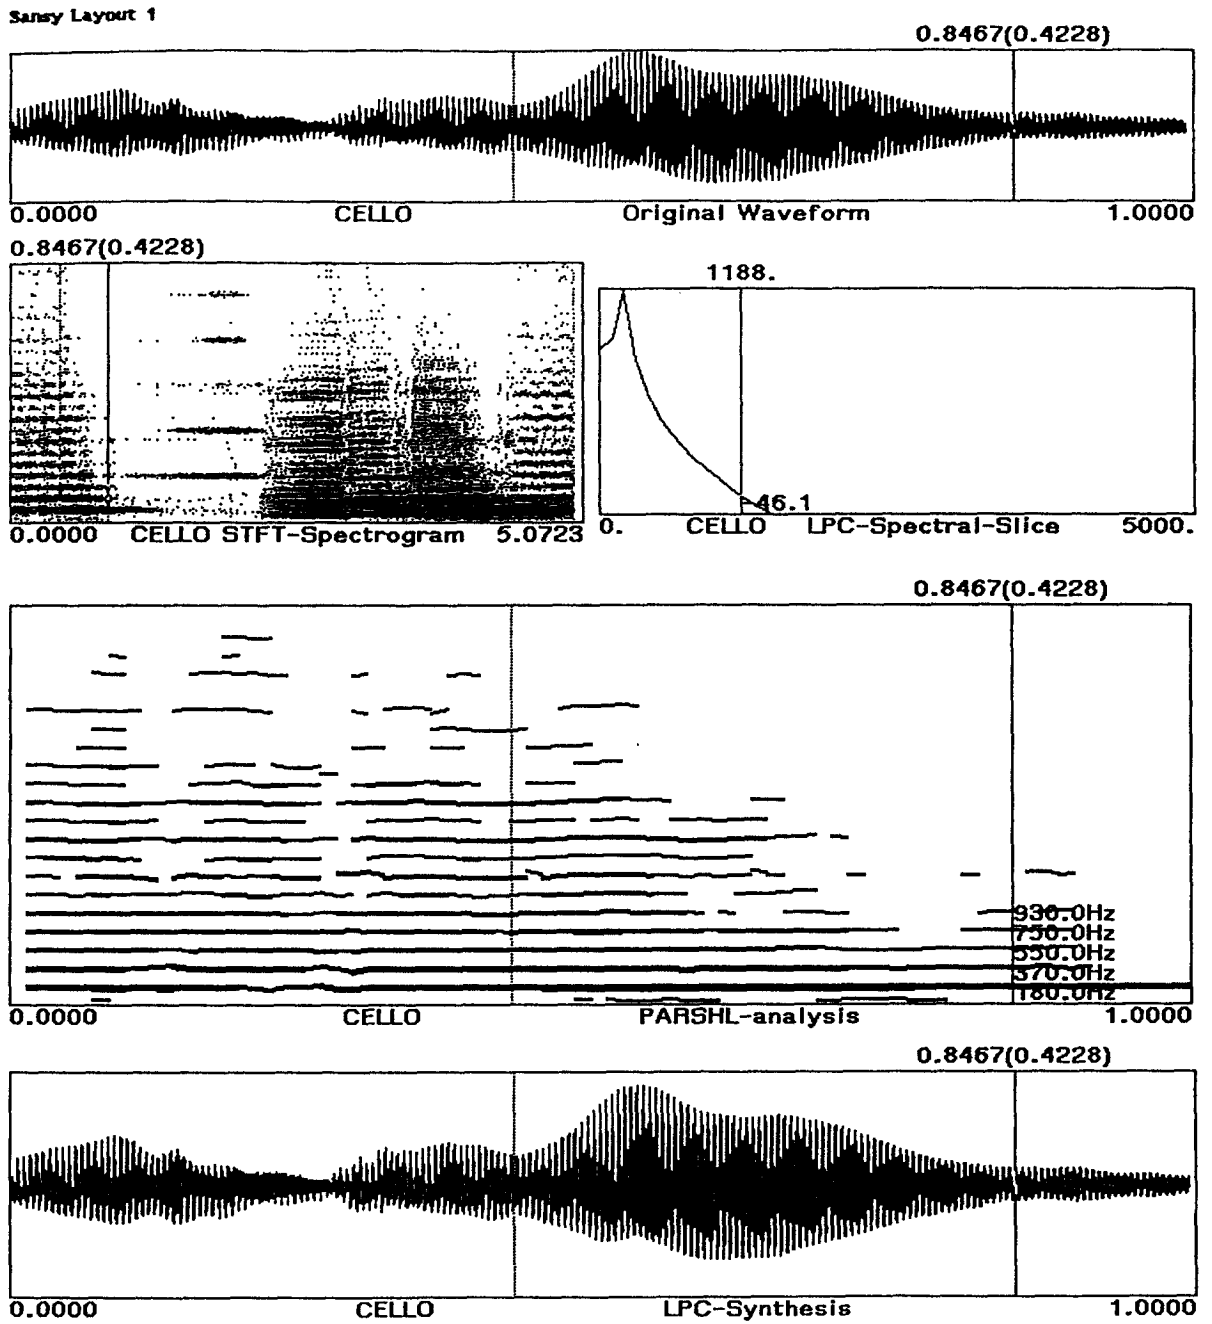 Sansy Layout 1
0.8467(0.4228)
0.0000 CELLO Original Waveform 1.0000
0.8467(0.4228)
1188.
46.1
0.0000 CELLO STFT-Spectrogram 5.0723
0. CELLO LPC-Spectral-Slice 5000.
0.8467(0.4228)
930.0Hz
750.0Hz
550.0Hz
370.0Hz
180.0Hz
0.0000 CELLO PARSHL-analysis 1.0000
0.8467(0.4228)
0.0000 CELLO LPC-Synthesis 1.0000